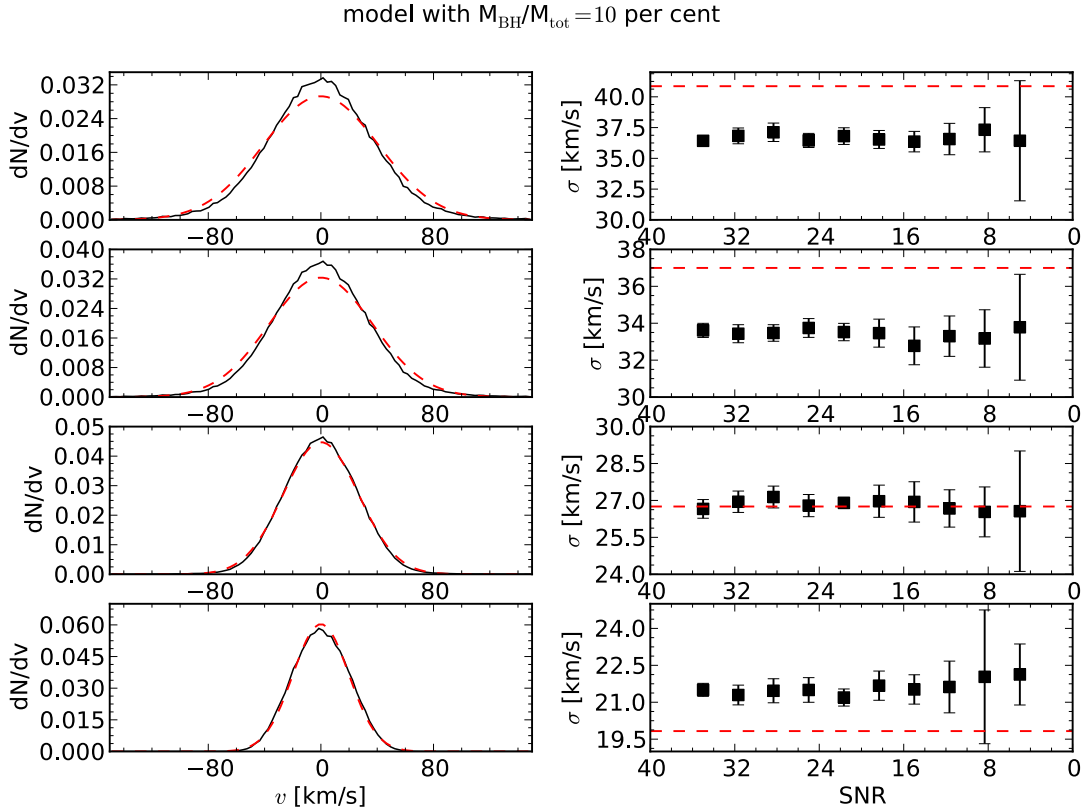 model with M_BH/M_tot=10 per cent
dN/dv
0.032
0.024
0.016
0.008
0.000
−80 0 80
σ [km/s]
40.0
37.5
35.0
32.5
30.0
40 32 24 16 8 0
dN/dv
0.040
0.032
0.024
0.016
0.008
0.000
−80 0 80
σ [km/s]
38
36
34
32
30
40 32 24 16 8 0
dN/dv
0.05
0.04
0.03
0.01
0.00
−80 0 80
σ [km/s]
30.0
28.5
27.0
25.5
24.0
40 32 24 16 8 0
dN/dv
0.060
0.045
0.030
0.015
0.000
−80 0 80
v [km/s]
σ [km/s]
24.0
22.5
21.0
19.5
40 32 24 16 8 0
SNR